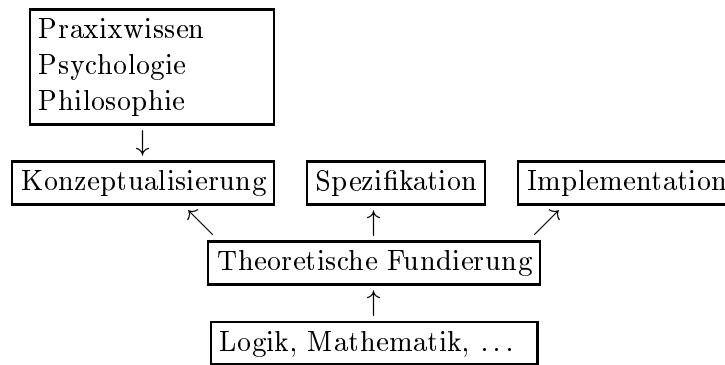 Praxixwissen
Psychologie
Philosophie
Konzeptualisierung
Spezifikation
Implementation
Theoretische Fundierung
Logik, Mathematik, ...